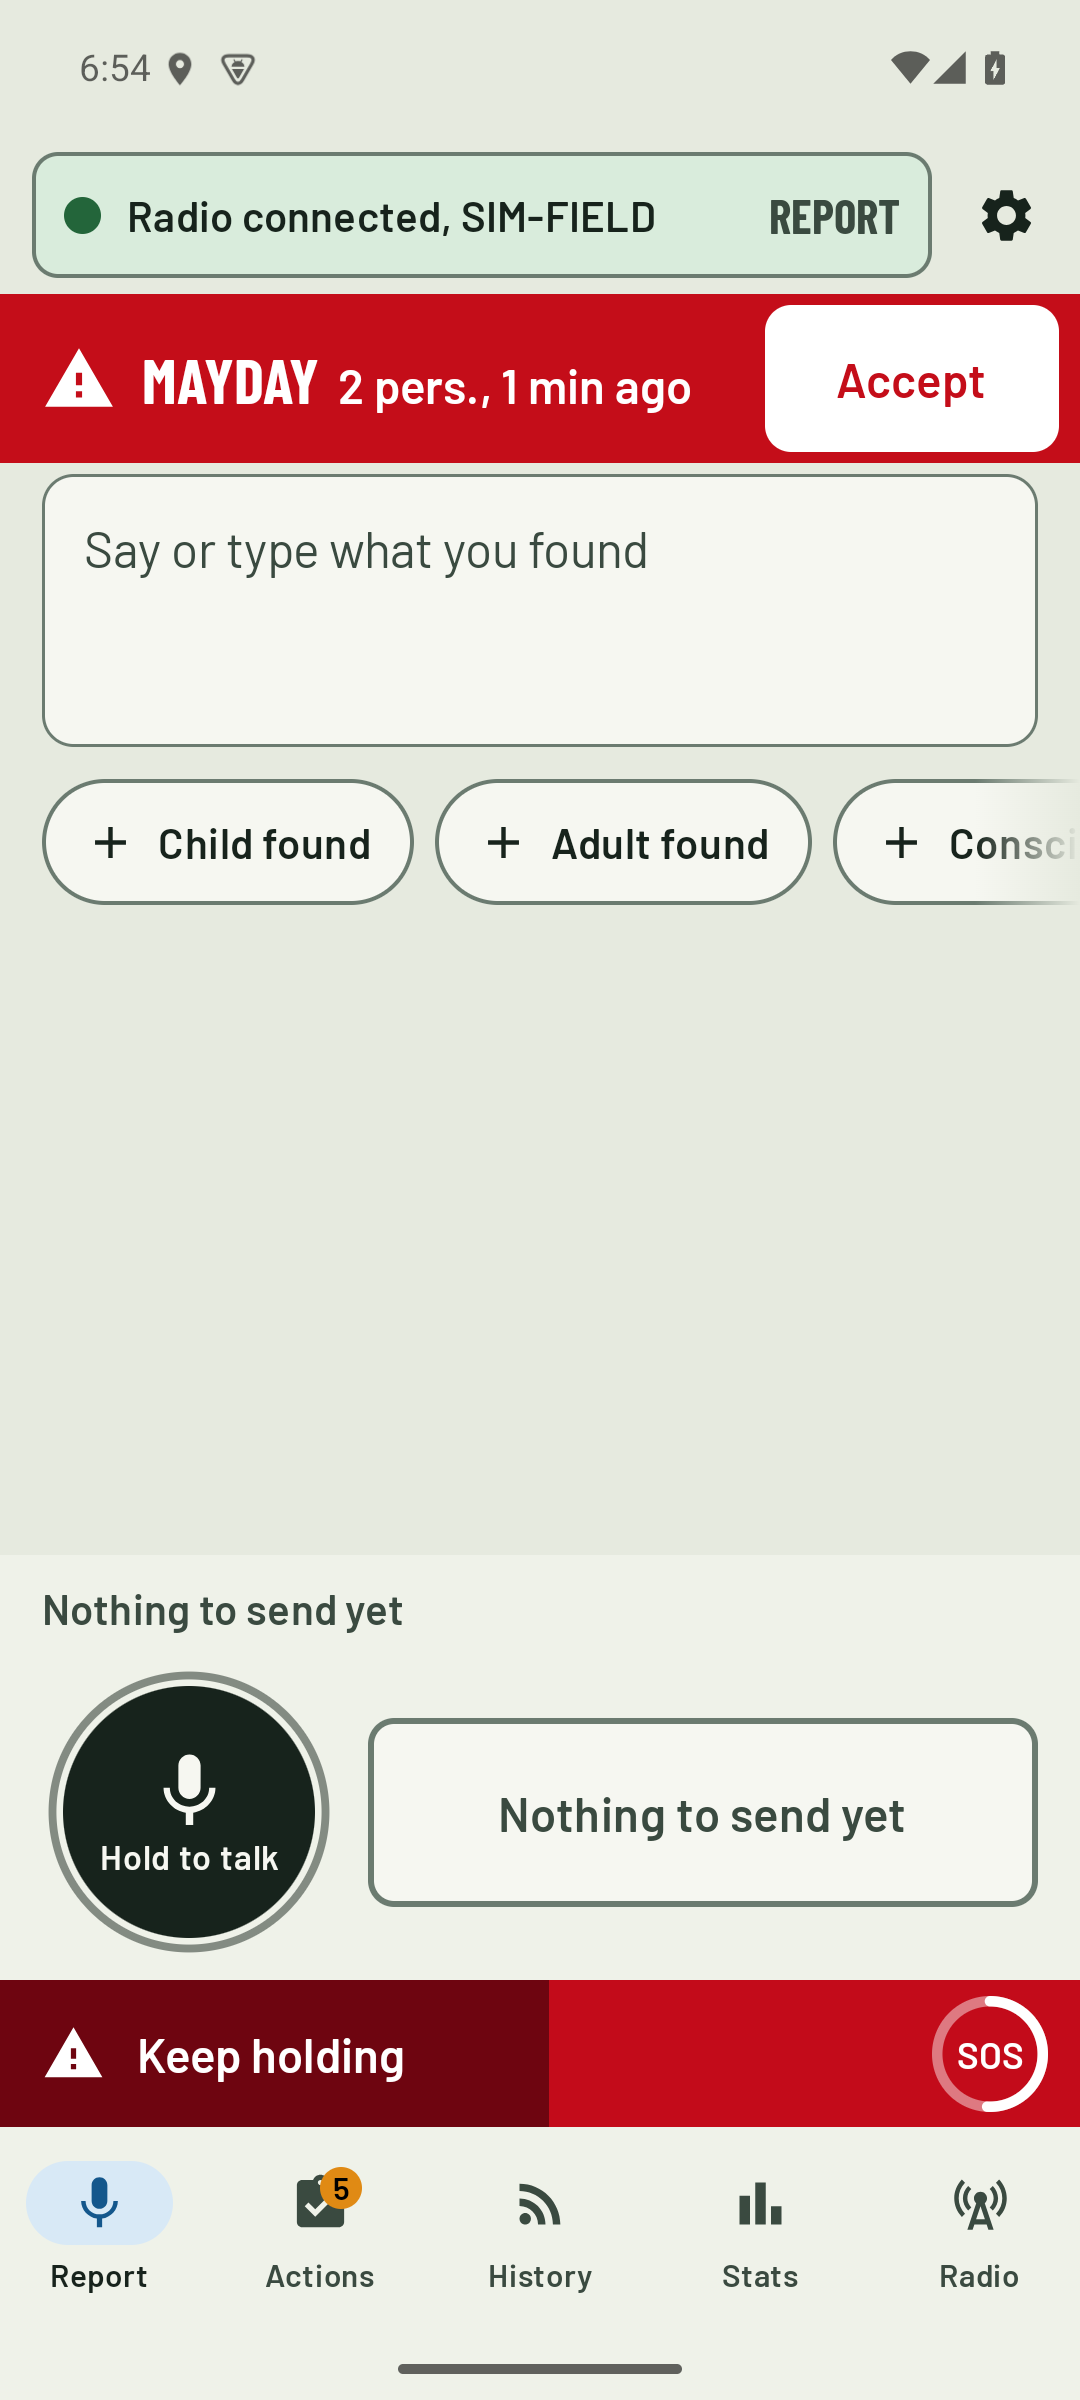 6:54
Radio connected, SIM-FIELD REPORT
MAYDAY 2 pers., 1 min ago Accept
Say or type what you found
Child found Adult found
Nothing to send yet
Hold to talk Nothing to send yet
Keep holding SOS
5
Report Actions History Stats Radio